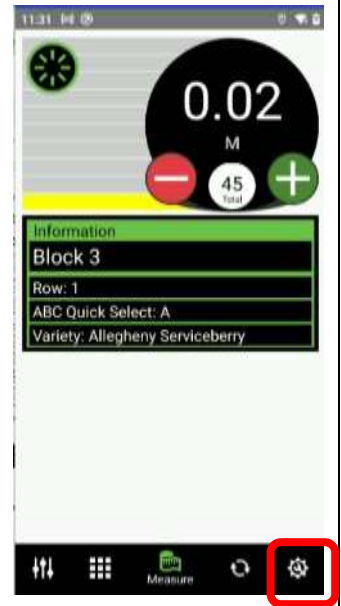 11:31
0.02
M
45
Total
Information
Block 3
Row: 1
ABC Quick Select: A
Variety: Allegheny Serviceberry
Measure